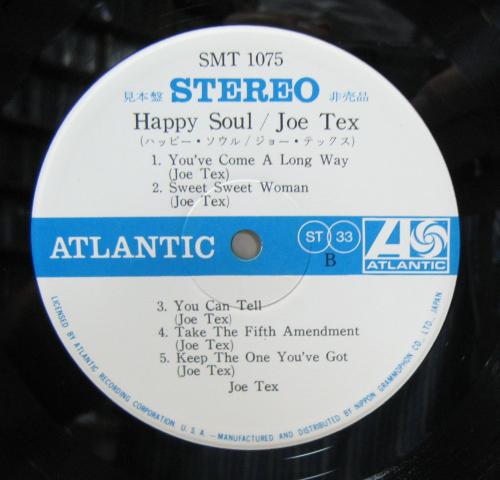 SMT 1075
見本盤 STEREO 非売品
Happy Soul / Joe Tex
(ハッピー・ソウル/ジョー・テックス)
1. You've Come A Long Way
(Joe Tex)
2. Sweet Sweet Woman
(Joe Tex)
ATLANTIC
ST 33
B
ATLANTIC
3. You Can Tell
(Joe Tex)
4. Take The Fifth Amendment
(Joe Tex)
5. Keep The One You've Got
(Joe Tex)
Joe Tex
LICENSED BY ATLANTIC RECORDING CORPORATION U.S.A — MANUFACTURED AND DISTRIBUTED BY NIPPON GRAMMOPHON CO., LTD., JAPAN